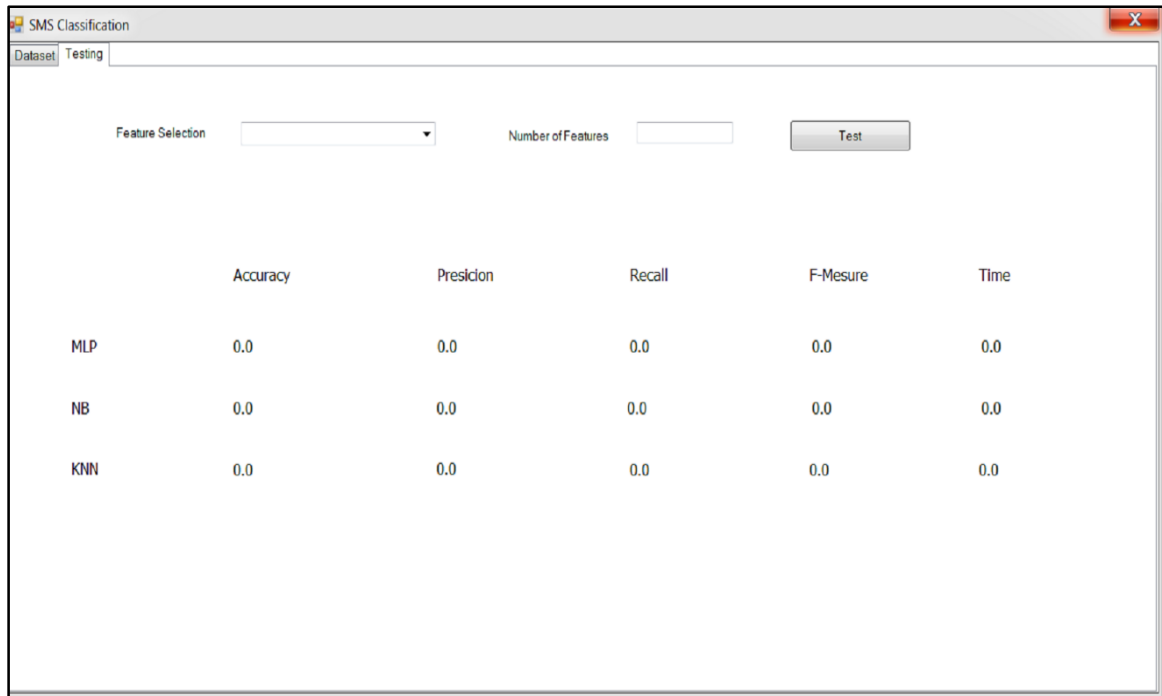 SMS Classification
X
Dataset Testing
Feature Selection Number of Features Test
Accuracy Presicion Recall F-Mesure Time
MLP 0.0 0.0 0.0 0.0 0.0
NB 0.0 0.0 0.0 0.0 0.0
KNN 0.0 0.0 0.0 0.0 0.0